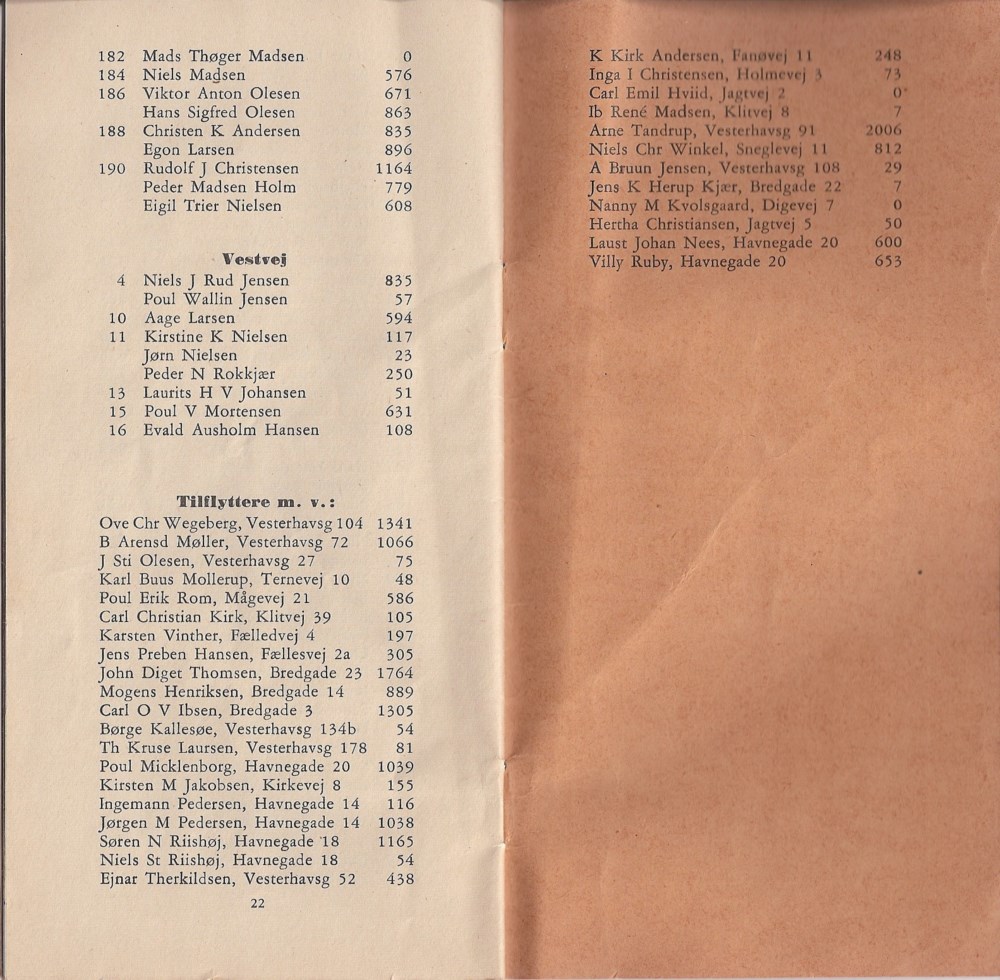 182 Mads Thøger Madsen 0
184 Niels Madsen 576
186 Viktor Anton Olesen 671
Hans Sigfred Olesen 863
188 Christen K Andersen 835
Egon Larsen 896
190 Rudolf J Christensen 1164
Peder Madsen Holm 779
Eigil Trier Nielsen 608
Vestvej
4 Niels J Rud Jensen 835
Poul Wallin Jensen 57
10 Aage Larsen 594
11 Kirstine K Nielsen 117
Jørn Nielsen 23
Peder N Rokkjær 250
13 Laurits H V Johansen 51
15 Poul V Mortensen 631
16 Evald Ausholm Hansen 108
Tilflyttere m. v.:
Ove Chr Wegeberg, Vesterhavsg 104 1341
B Arensd Møller, Vesterhavsg 72 1066
J Sti Olesen, Vesterhavsg 27 75
Karl Buus Mollerup, Ternevej 10 48
Poul Erik Rom, Mågevej 21 586
Carl Christian Kirk, Klitvej 39 105
Karsten Vinther, Fælledvej 4 197
Jens Preben Hansen, Fællesvej 2a 305
John Diget Thomsen, Bredgade 23 1764
Mogens Henriksen, Bredgade 14 889
Carl O V Ibsen, Bredgade 3 1305
Børge Kallesøe, Vesterhavsg 134b 54
Th Kruse Laursen, Vesterhavsg 178 81
Poul Micklenborg, Havnegade 20 1039
Kirsten M Jakobsen, Kirkevej 8 155
Ingemann Pedersen, Havnegade 14 116
Jørgen M Pedersen, Havnegade 14 1038
Søren N Riishøj, Havnegade 18 1165
Niels St Riishøj, Havnegade 18 54
Ejnar Therkildsen, Vesterhavsg 52 438
22
K Kirk Andersen, Fanøvej 11 248
Inga I Christensen, Holmevej 3 73
Carl Emil Hviid, Jagtvej 2 0
Ib René Madsen, Klitvej 8 7
Arne Tandrup, Vesterhavsg 91 2006
Niels Chr Winkel, Sneglevej 11 812
A Bruun Jensen, Vesterhavsg 108 29
Jens K Herup Kjær, Bredgade 22 7
Nanny M Kvolsgaard, Digevej 7 0
Hertha Christiansen, Jagtvej 5 50
Laust Johan Nees, Havnegade 20 600
Villy Ruby, Havnegade 20 653